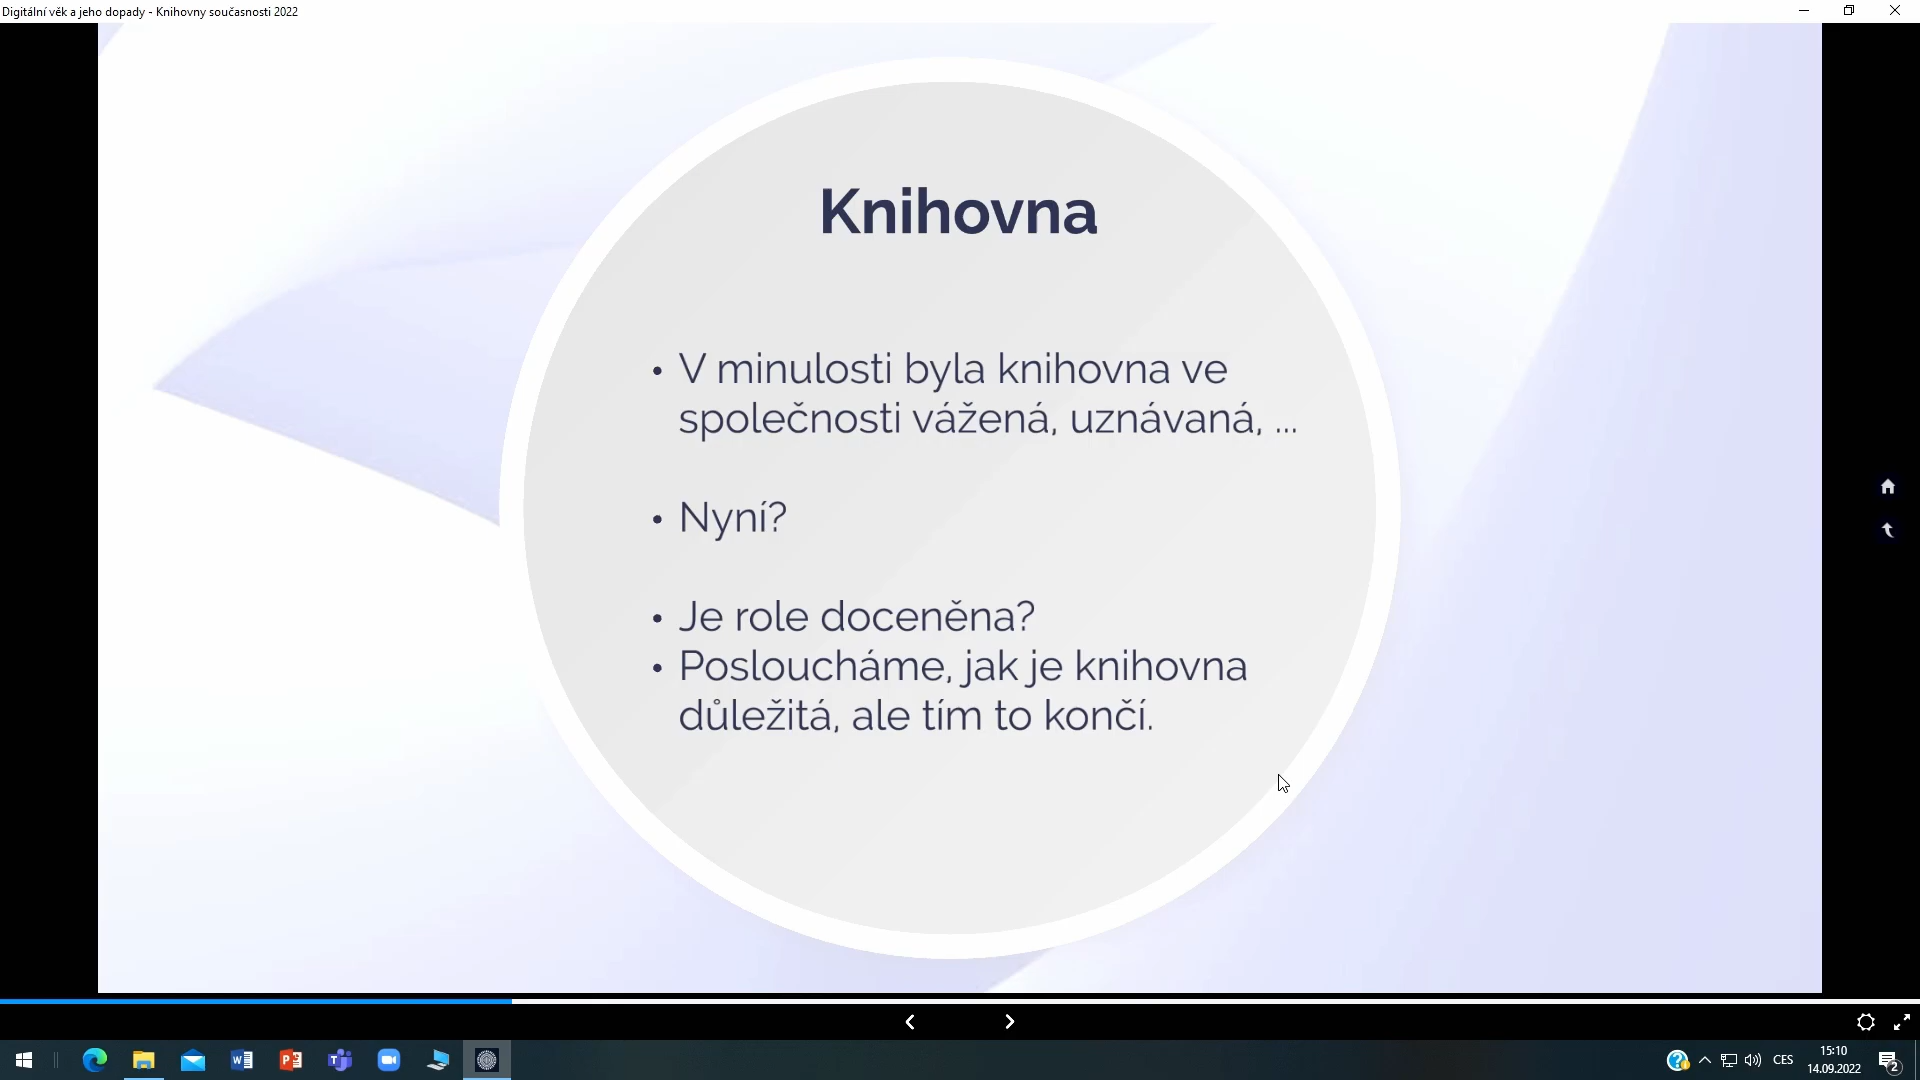 Digitální věk a jeho dopady - Knihovny současnosti 2022
Knihovna
• V minulosti byla knihovna ve
společnosti vážená, uznávaná, ...
• Nyní?
• Je role doceněna?
• Posloucháme, jak je knihovna
důležitá, ale tím to končí.
CES
15:10
14.09.2022
2